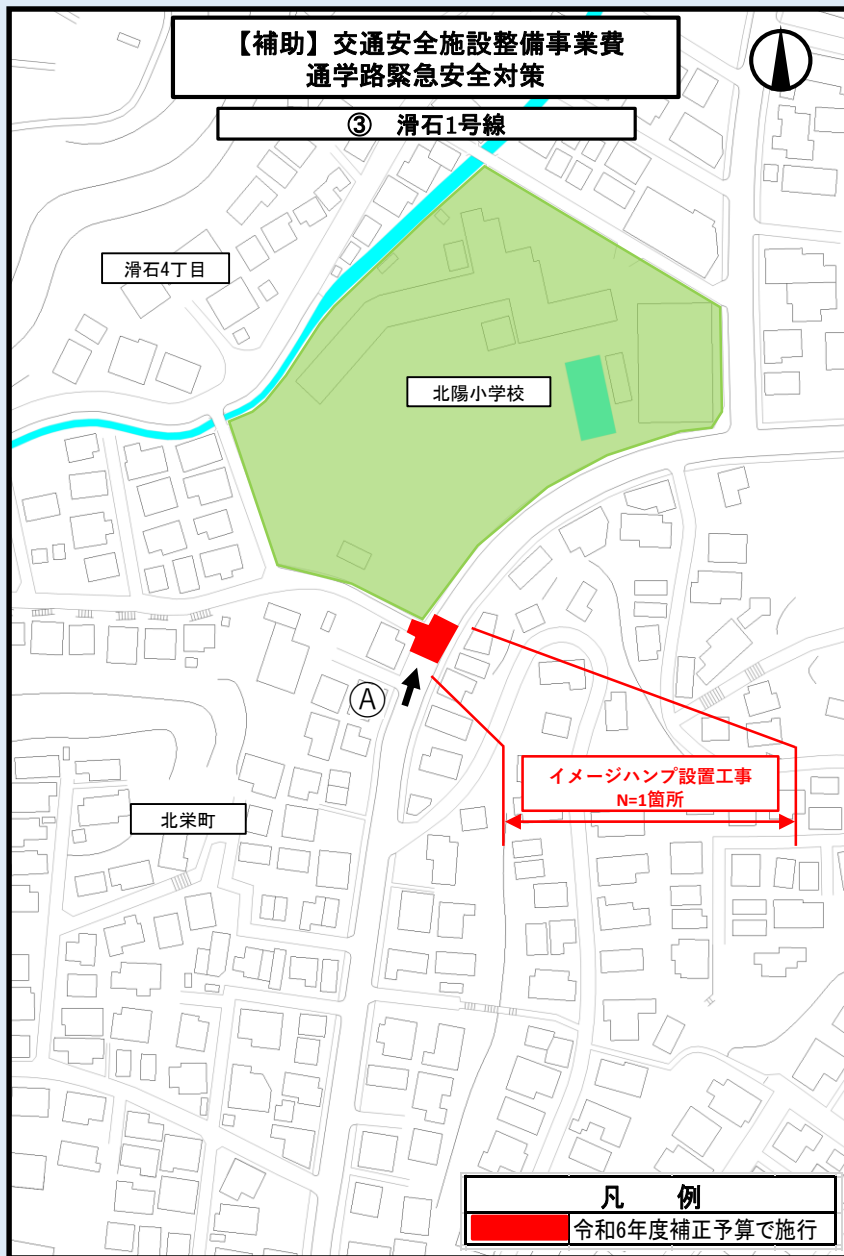 【補助】交通安全施設整備事業費
通学路緊急安全対策
③ 滑石1号線
滑石4丁目
北陽小学校
Ⓐ
イメージハンプ設置工事
N=1箇所
北栄町
凡 例
令和6年度補正予算で施行